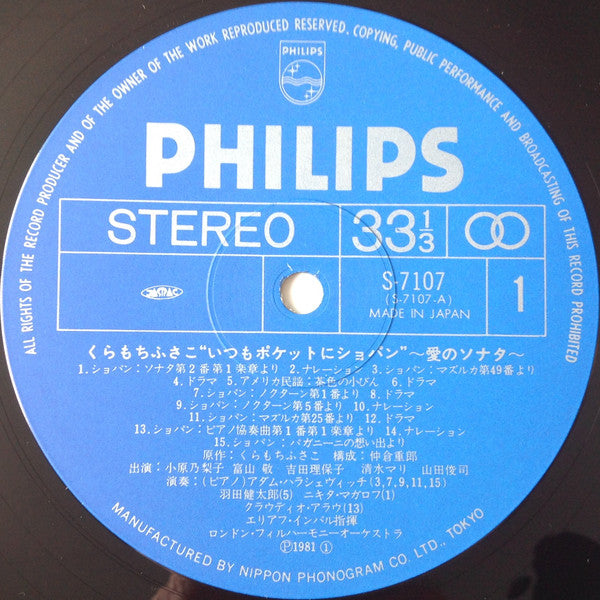 ALL RIGHTS OF THE RECORD PRODUCER AND OF THE OWNER OF THE WORK REPRODUCED RESERVED. COPYING, PUBLIC PERFORMANCE AND BROADCASTING OF THIS RECORD PROHIBITED
PHILIPS
PHILIPS
STEREO 33 1/3
JASRAC S-7107 1
(S-7107-A)
MADE IN JAPAN
くらもちふさこ“いつもポケットにショパン”〜愛のソナタ〜
1.ショパン:ソナタ第2番第1楽章より 2.ナレーション 3.ショパン:マズルカ第49番より
4.ドラマ 5.アメリカ民謡:茶色の小びん 6.ドラマ
7.ショパン:ノクターン第1番より 8.ドラマ
9.ショパン:ノクターン第5番より 10.ナレーション
11.ショパン:マズルカ第25番より 12.ドラマ
13.ショパン:ピアノ協奏曲第1番第1楽章より 14.ナレーション
15.ショパン:パガニーニの想い出より
原作:くらもちふさこ 構成:仲倉重郎
出演:小原乃梨子 富山 敬 吉田理保子 清水マリ 山田俊司
演奏:(ピアノ)アダム・ハラシェヴィッチ(3,7,9,11,15)
羽田健太郎(5) ニキタ・マガロフ(1)
クラウディオ・アラウ(13)
エリアフ・インバル指揮
ロンドン・フィルハーモニーオーケストラ
Ⓟ1981 ①
MANUFACTURED BY NIPPON PHONOGRAM CO. LTD., TOKYO